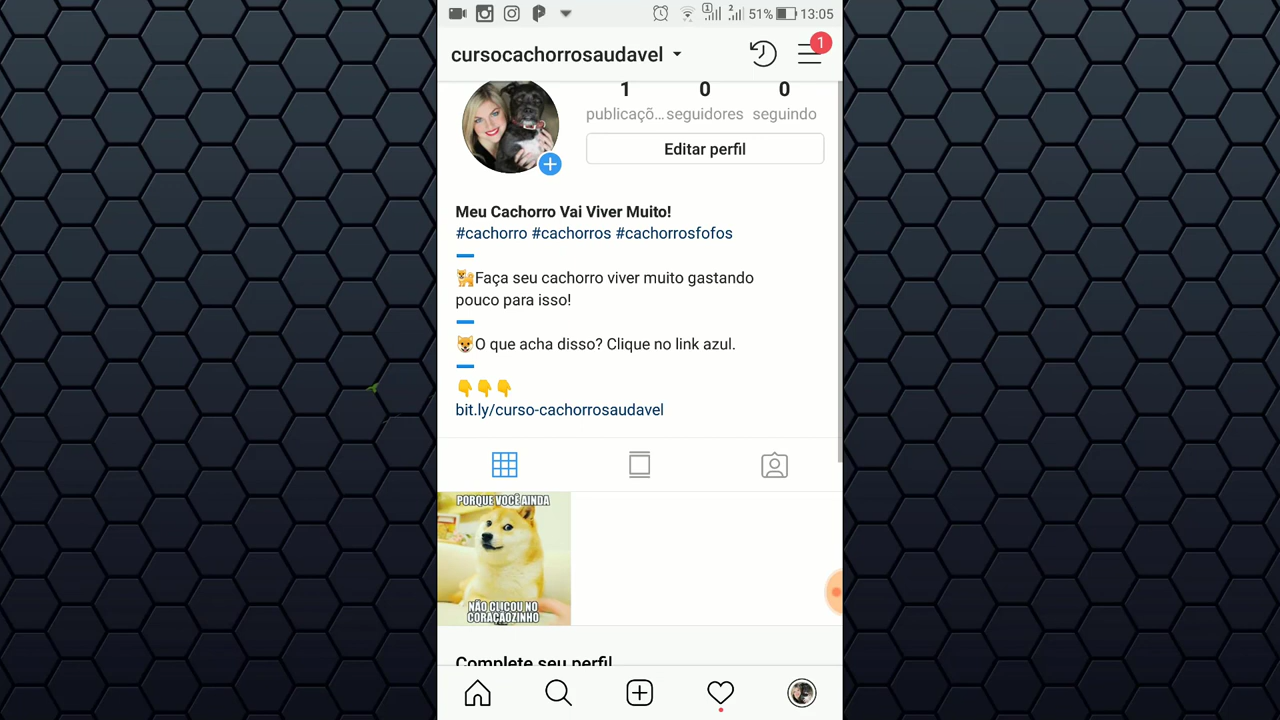 51% 13:05
cursocachorrosaudavel
1
1 0 0
publicaçõ... seguidores seguindo
Editar perfil
Meu Cachorro Vai Viver Muito!
#cachorro #cachorros #cachorrosfofos
Faça seu cachorro viver muito gastando
pouco para isso!
O que acha disso? Clique no link azul.
bit.ly/curso-cachorrosaudavel
PORQUE VOCÊ AINDA
NÃO CLICOU NO
CORAÇÃOZINHO
Complete seu perfil